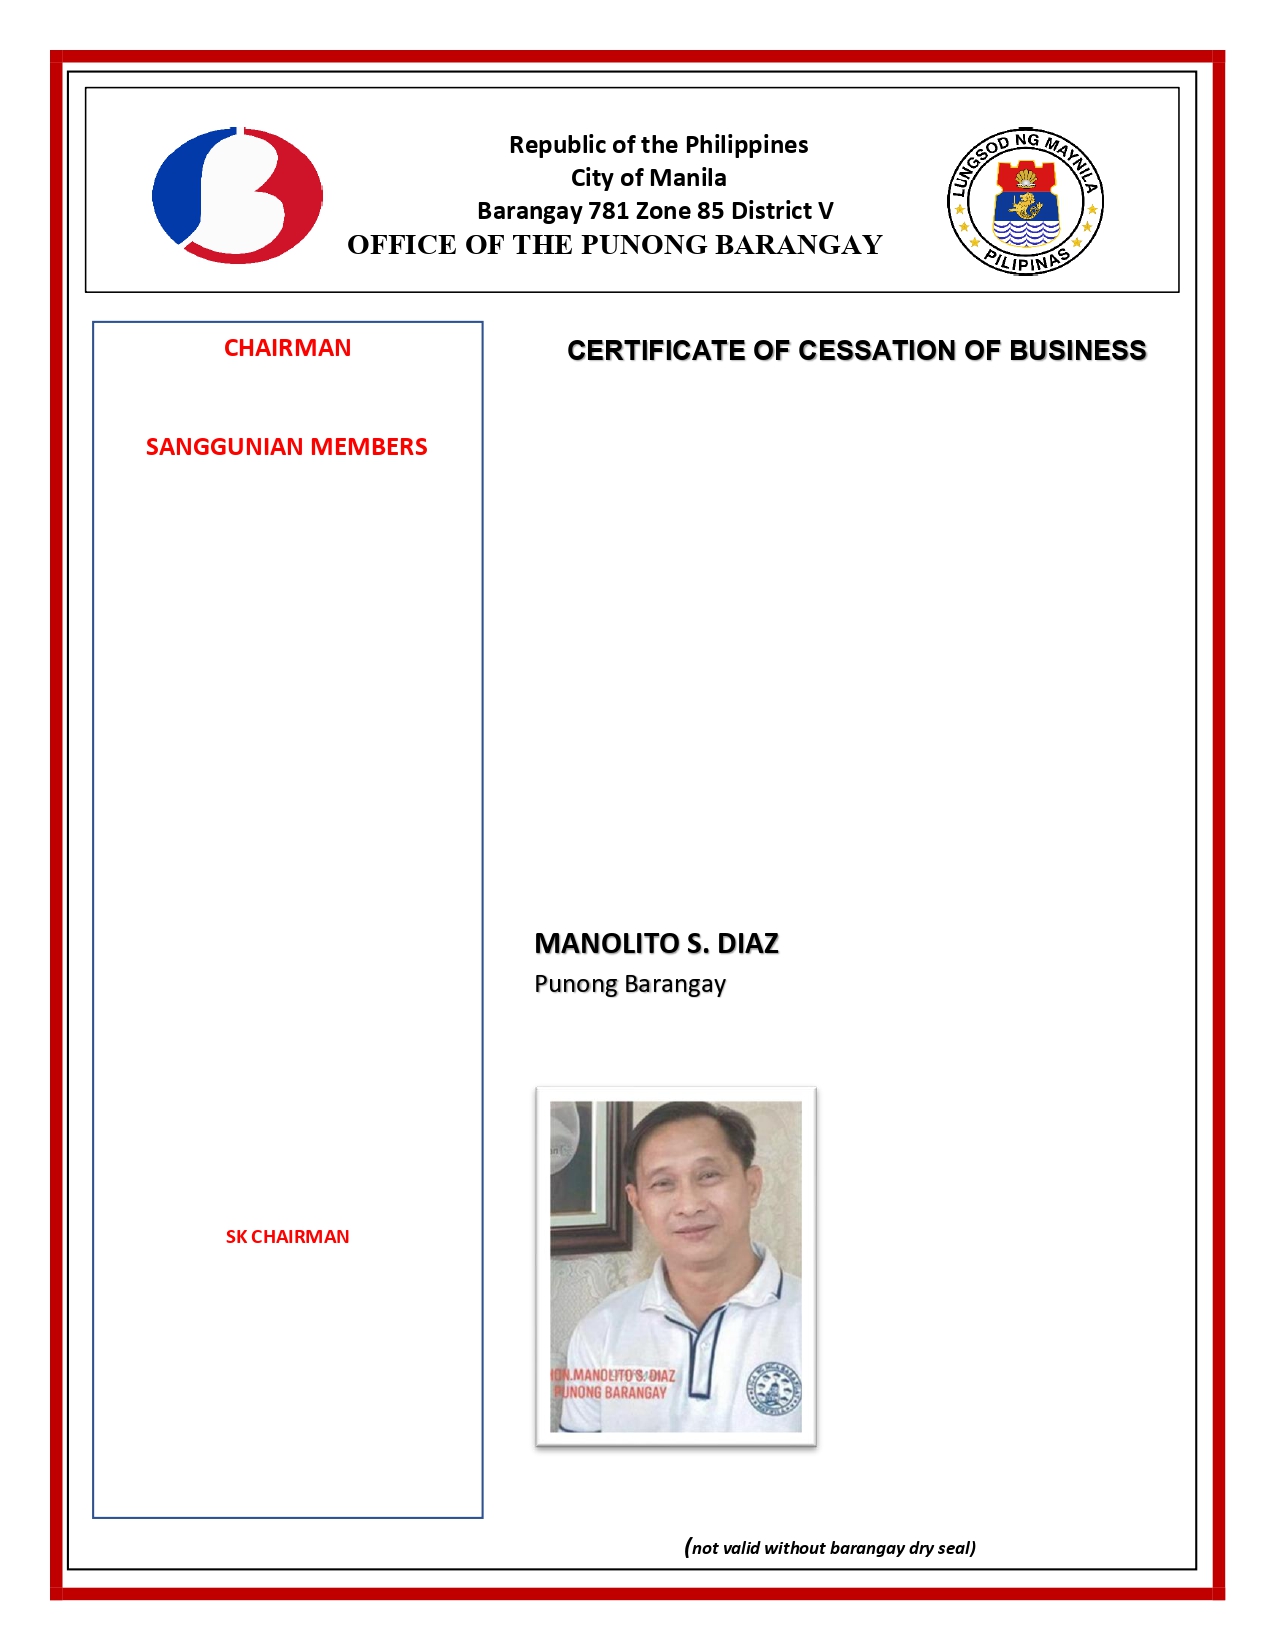 Republic of the Philippines
City of Manila
Barangay 781 Zone 85 District V
OFFICE OF THE PUNONG BARANGAY
LUNGSOD NG MAYNILA
PILIPINAS
CHAIRMAN
SANGGUNIAN MEMBERS
SK CHAIRMAN
CERTIFICATE OF CESSATION OF BUSINESS
MANOLITO S. DIAZ
Punong Barangay
HON.MANOLITO S. DIAZ
PUNONG BARANGAY
(not valid without barangay dry seal)